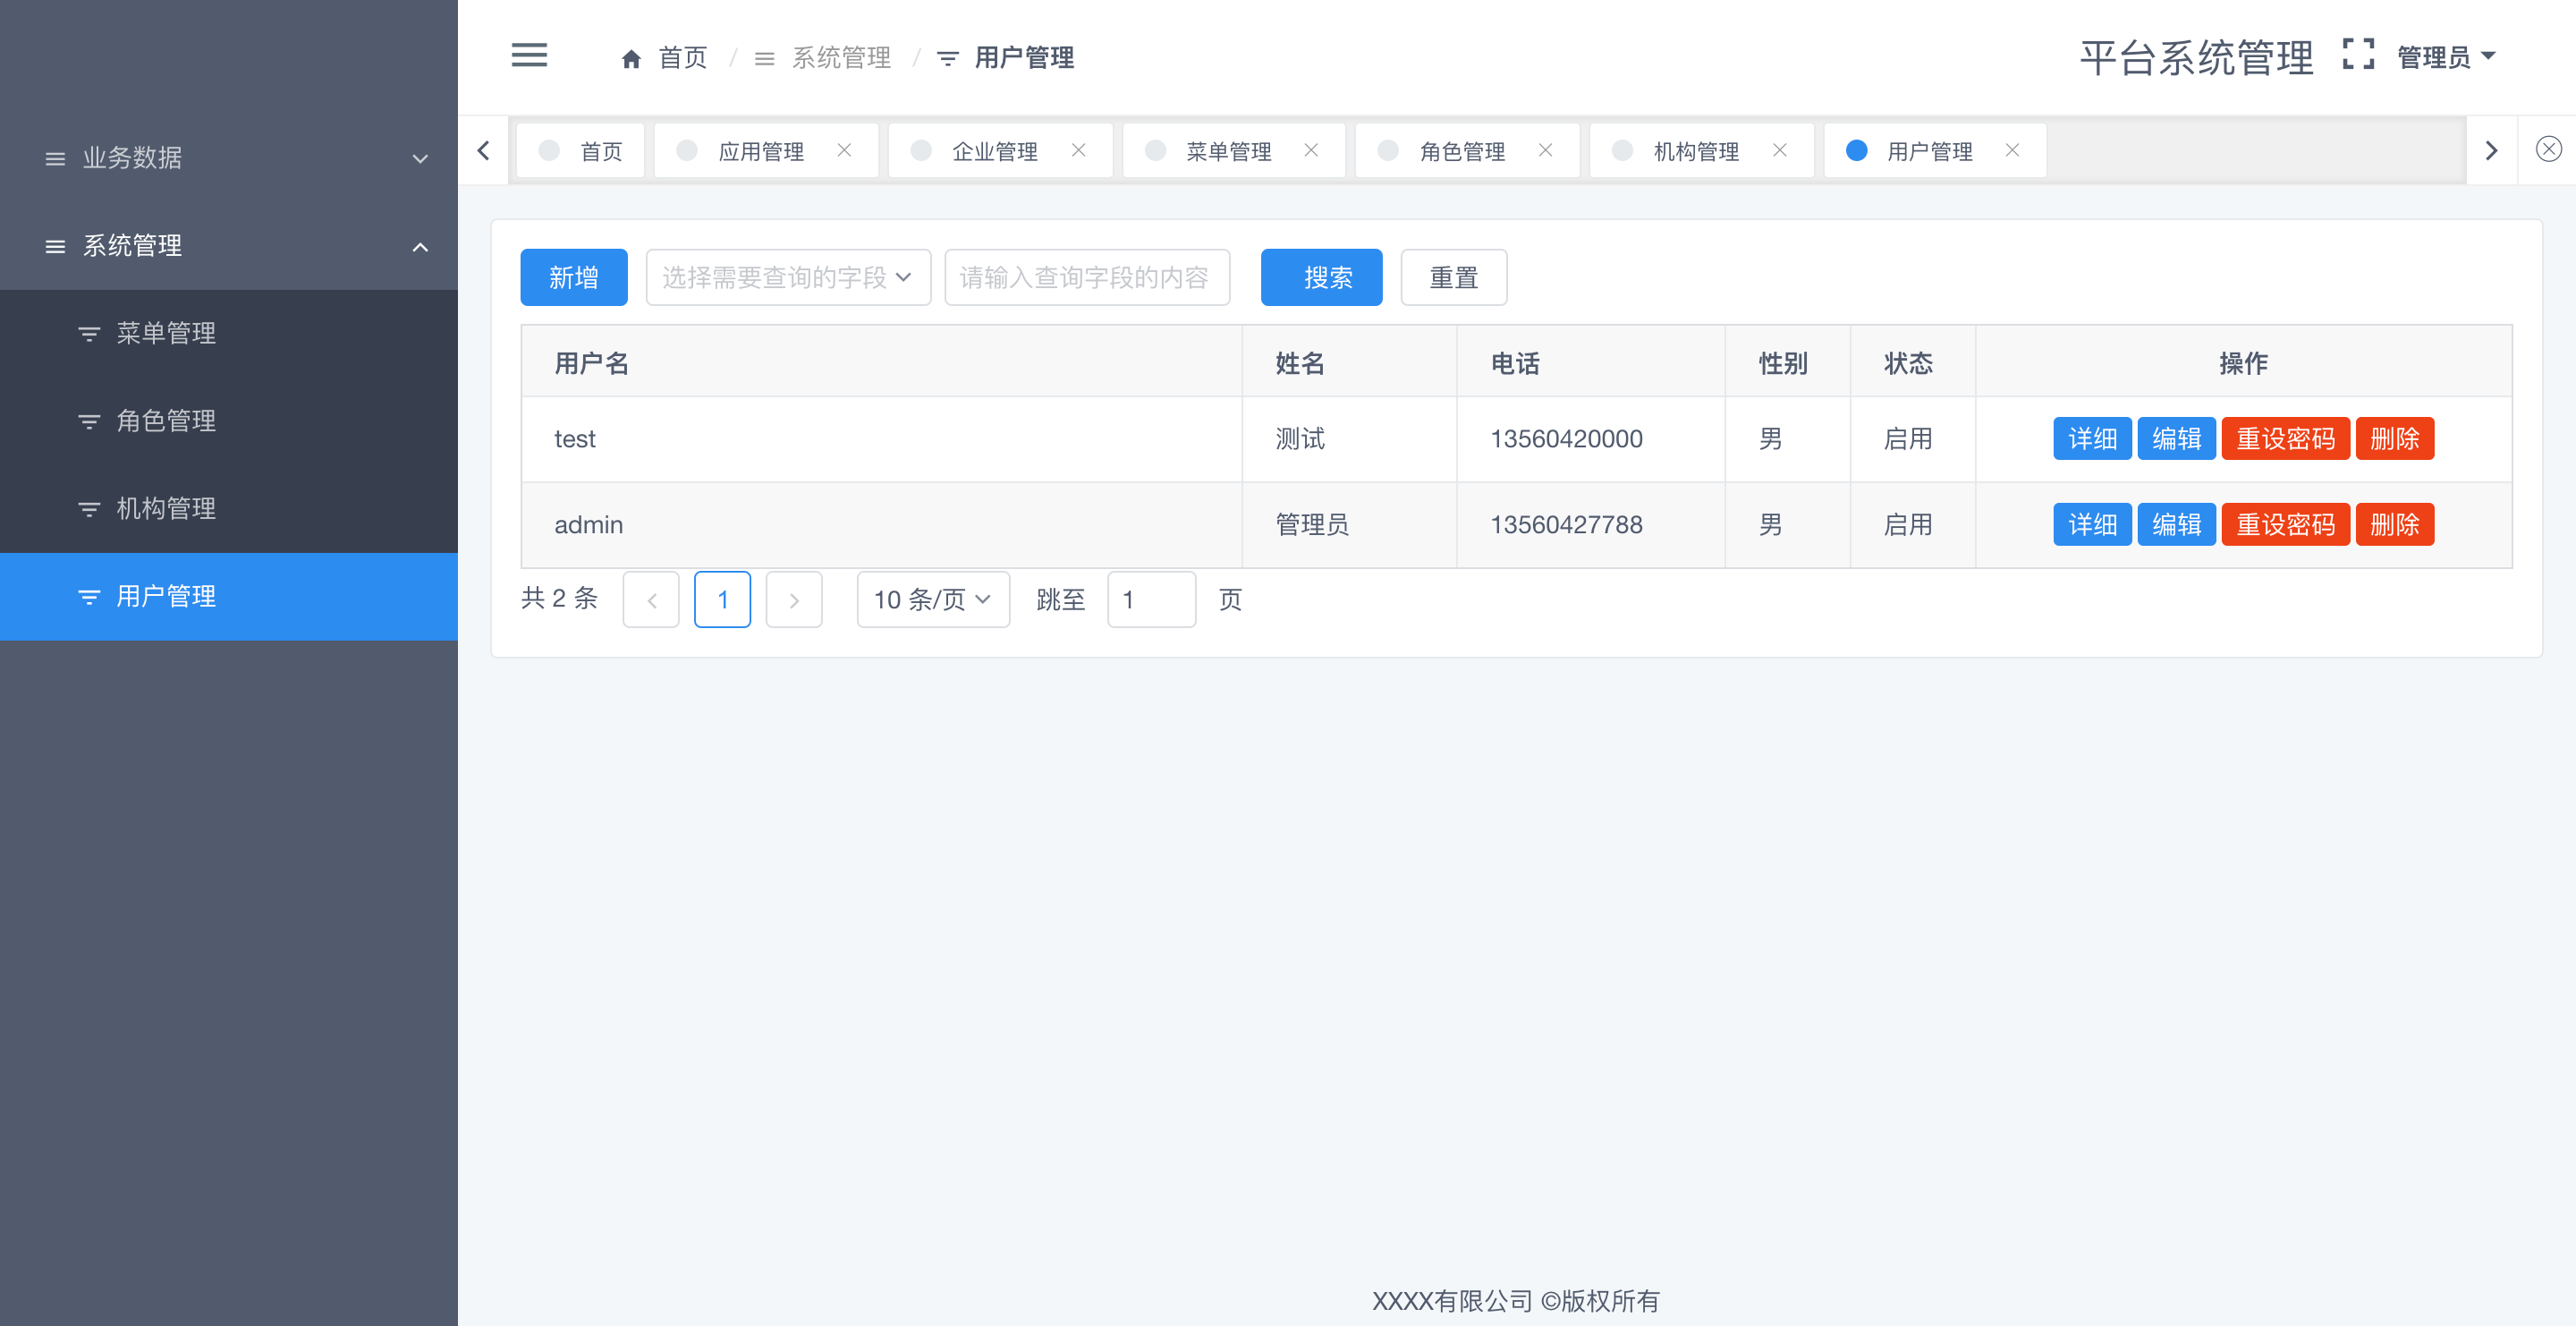 首页 / 系统管理 / 用户管理
平台系统管理 管理员
业务数据
系统管理
菜单管理
角色管理
机构管理
用户管理
首页 应用管理 企业管理 菜单管理 角色管理 机构管理 用户管理
新增 选择需要查询的字段 请输入查询字段的内容 搜索 重置
用户名 姓名 电话 性别 状态 操作
test 测试 13560420000 男 启用 详细 编辑 重设密码 删除
admin 管理员 13560427788 男 启用 详细 编辑 重设密码 删除
共 2 条 1 10 条/页 跳至 1 页
XXXX有限公司 ©版权所有